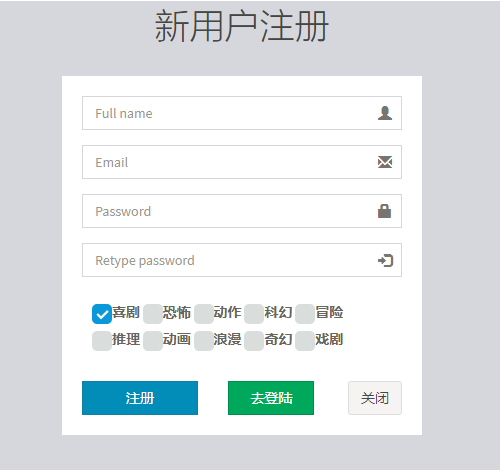 新用户注册
Full name
Email
Password
Retype password
喜剧 恐怖 动作 科幻 冒险
推理 动画 浪漫 奇幻 戏剧
注册 去登陆 关闭